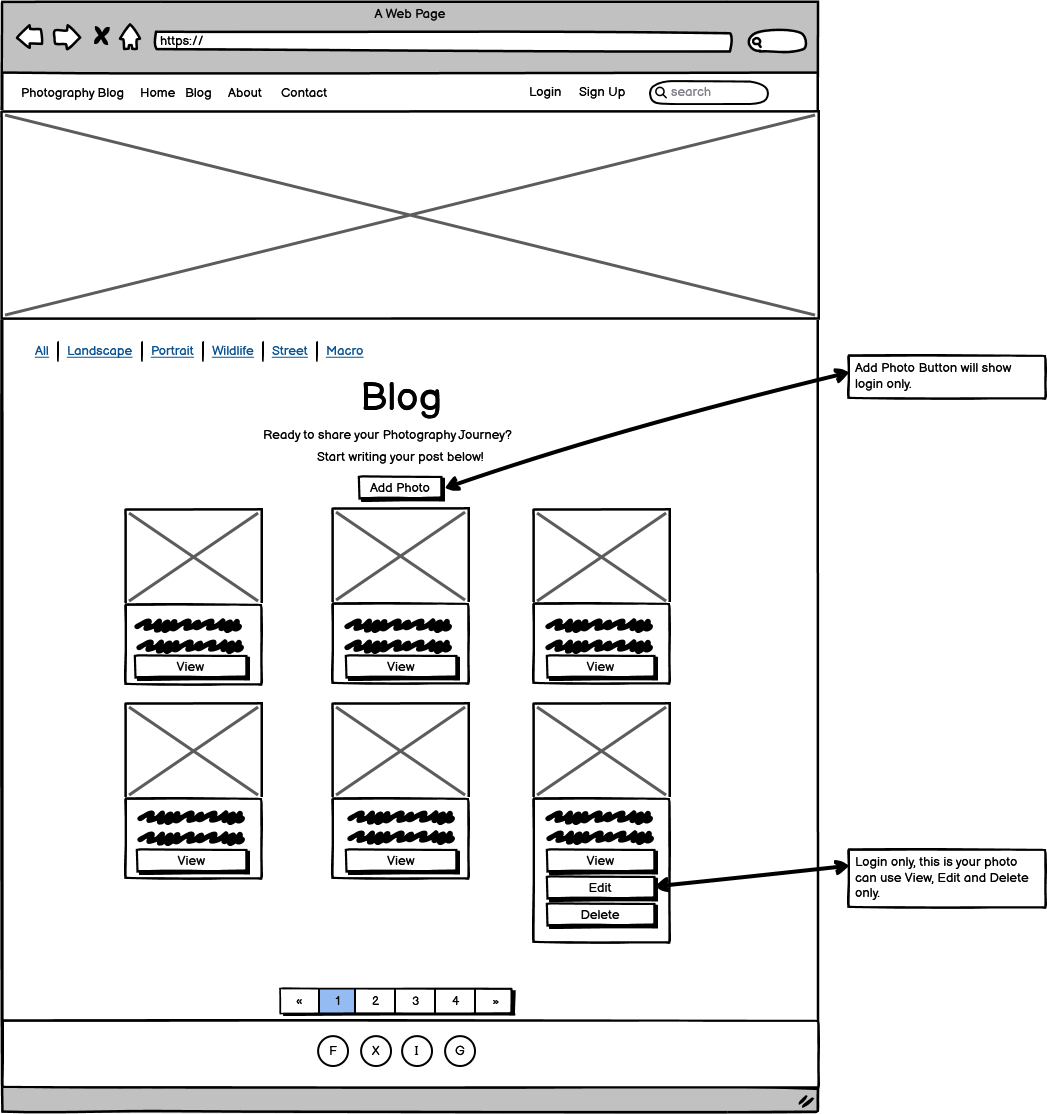 A Web Page
https://
Photography Blog Home Blog About Contact Login Sign Up search
All Landscape Portrait Wildlife Street Macro
Blog
Ready to share your Photography Journey?
Start writing your post below!
Add Photo
Add Photo Button will show
login only.
View View View
View View View
Edit
Delete
Login only, this is your photo
can use View, Edit and Delete
only.
« 1 2 3 4 »
F X I G